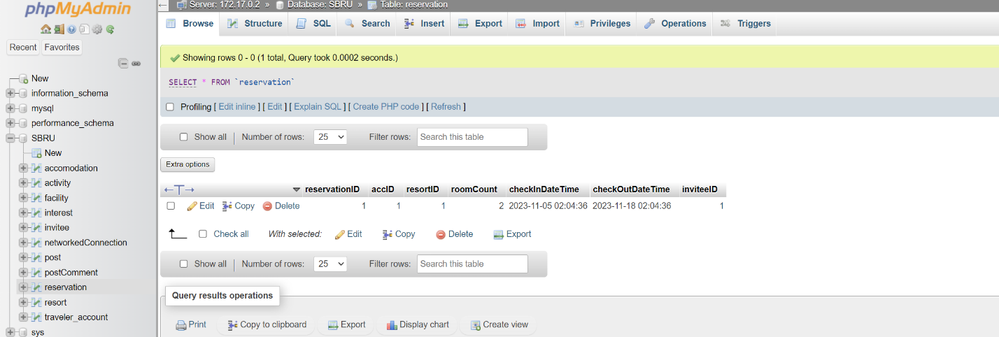 phpMyAdmin
Recent Favorites
New
information_schema
mysql
performance_schema
SBRU
New
accomodation
activity
facility
interest
invitee
networkedConnection
post
postComment
reservation
resort
traveler_account
sys
Server: 172.17.0.2 » Database: SBRU » Table: reservation
Browse Structure SQL Search Insert Export Import Privileges Operations Triggers
Showing rows 0 - 0 (1 total, Query took 0.0002 seconds.)
SELECT * FROM `reservation`
Profiling [ Edit inline ] [ Edit ] [ Explain SQL ] [ Create PHP code ] [ Refresh ]
Show all Number of rows: 25 Filter rows: Search this table
Extra options
reservationID accID resortID roomCount checkInDateTime checkOutDateTime inviteeID
Edit Copy Delete 1 1 1 2 2023-11-05 02:04:36 2023-11-18 02:04:36 1
Check all With selected: Edit Copy Delete Export
Show all Number of rows: 25 Filter rows: Search this table
Query results operations
Print Copy to clipboard Export Display chart Create view